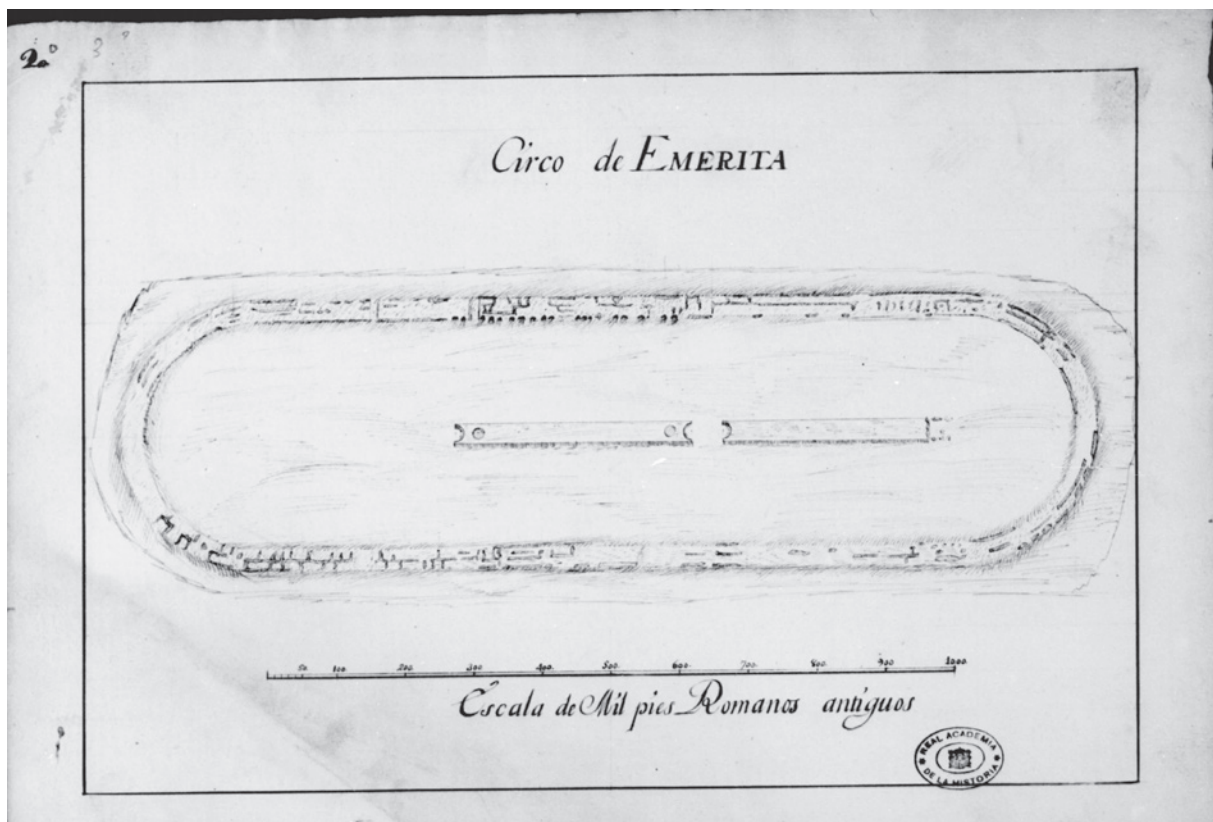 2º 3º
Circo de EMERITA
50. 100. 200. 300. 400. 500. 600. 700. 800. 900. 1000.
Escala de Mil pies Romanos antiguos
REAL ACADEMIA
DE LA HISTORIA